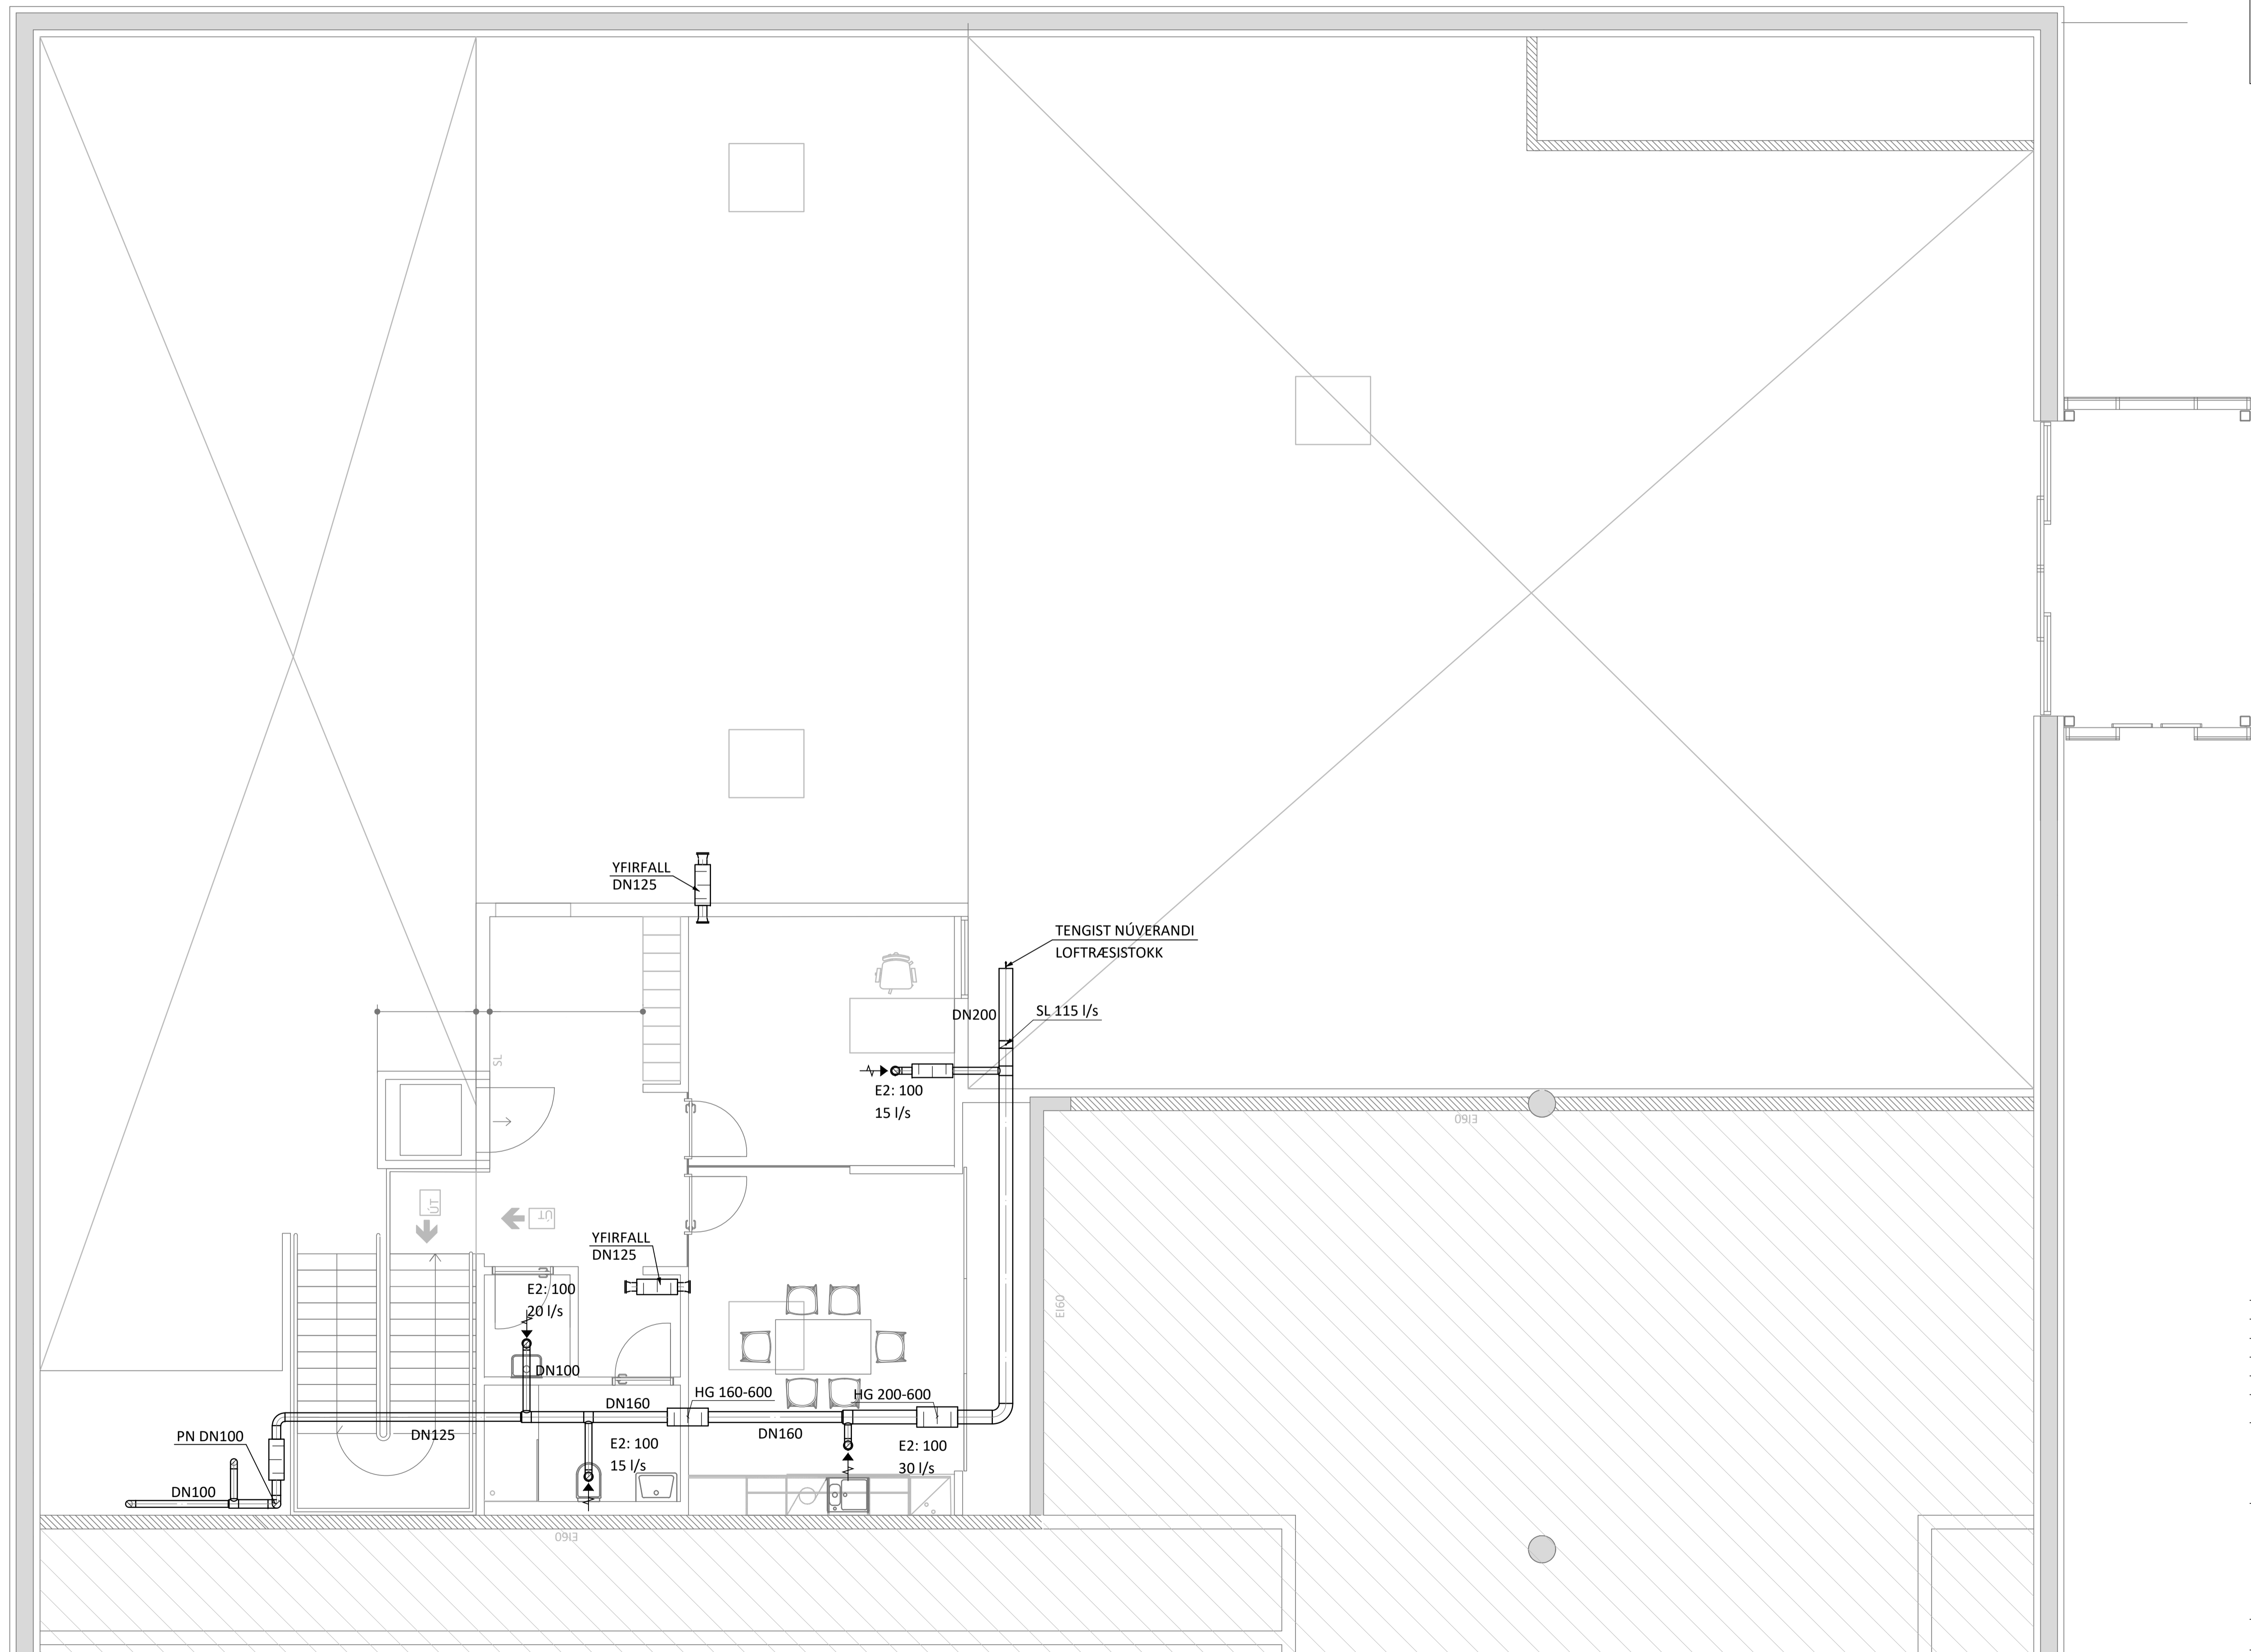 YFIRFALL
DN125
TENGIST NÚVERANDI
LOFTRÆSISTOKK
DN200
SL 115 l/s
SL
E2: 100
15 l/s
EI60
ÚT
ÚT
YFIRFALL
DN125
E2: 100
20 l/s
EI60
DN100
DN160
HG 160-600
HG 200-600
PN DN100
DN125
DN160
E2: 100
15 l/s
E2: 100
30 l/s
DN100
EI60